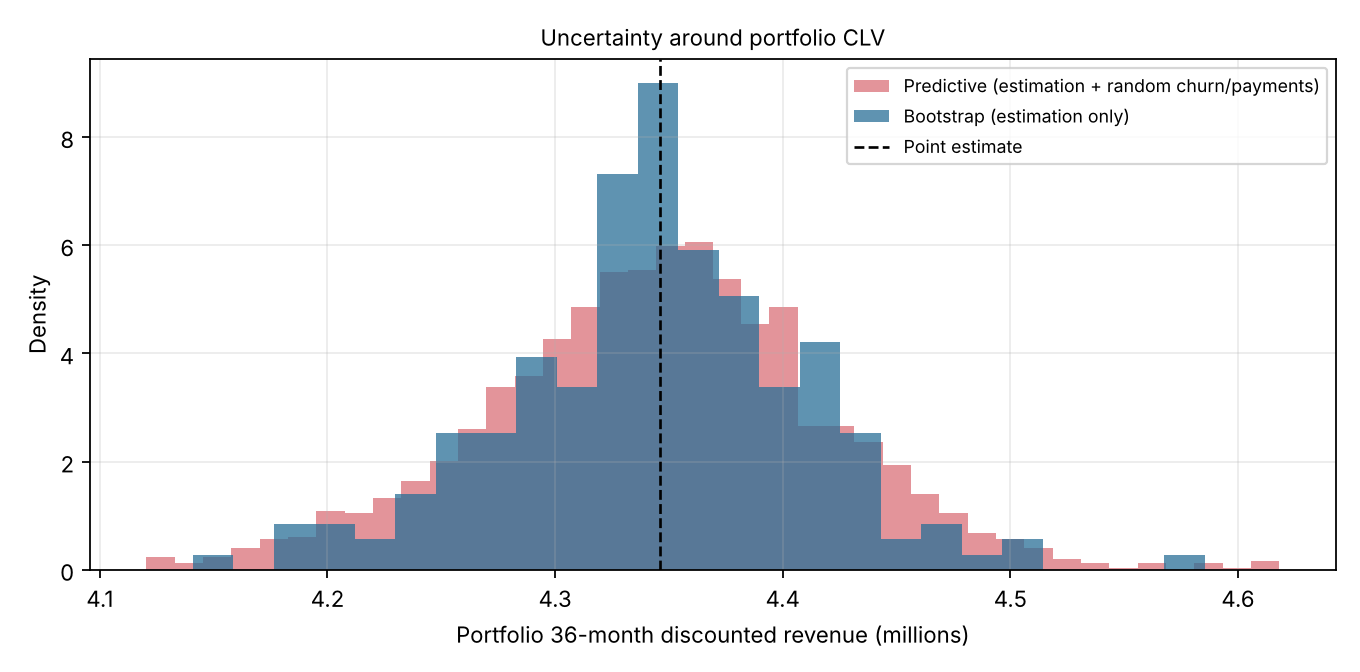 Uncertainty around portfolio CLV
Predictive (estimation + random churn/payments)
Bootstrap (estimation only)
Point estimate
Density
8
6
4
2
0
4.1 4.2 4.3 4.4 4.5 4.6
Portfolio 36-month discounted revenue (millions)